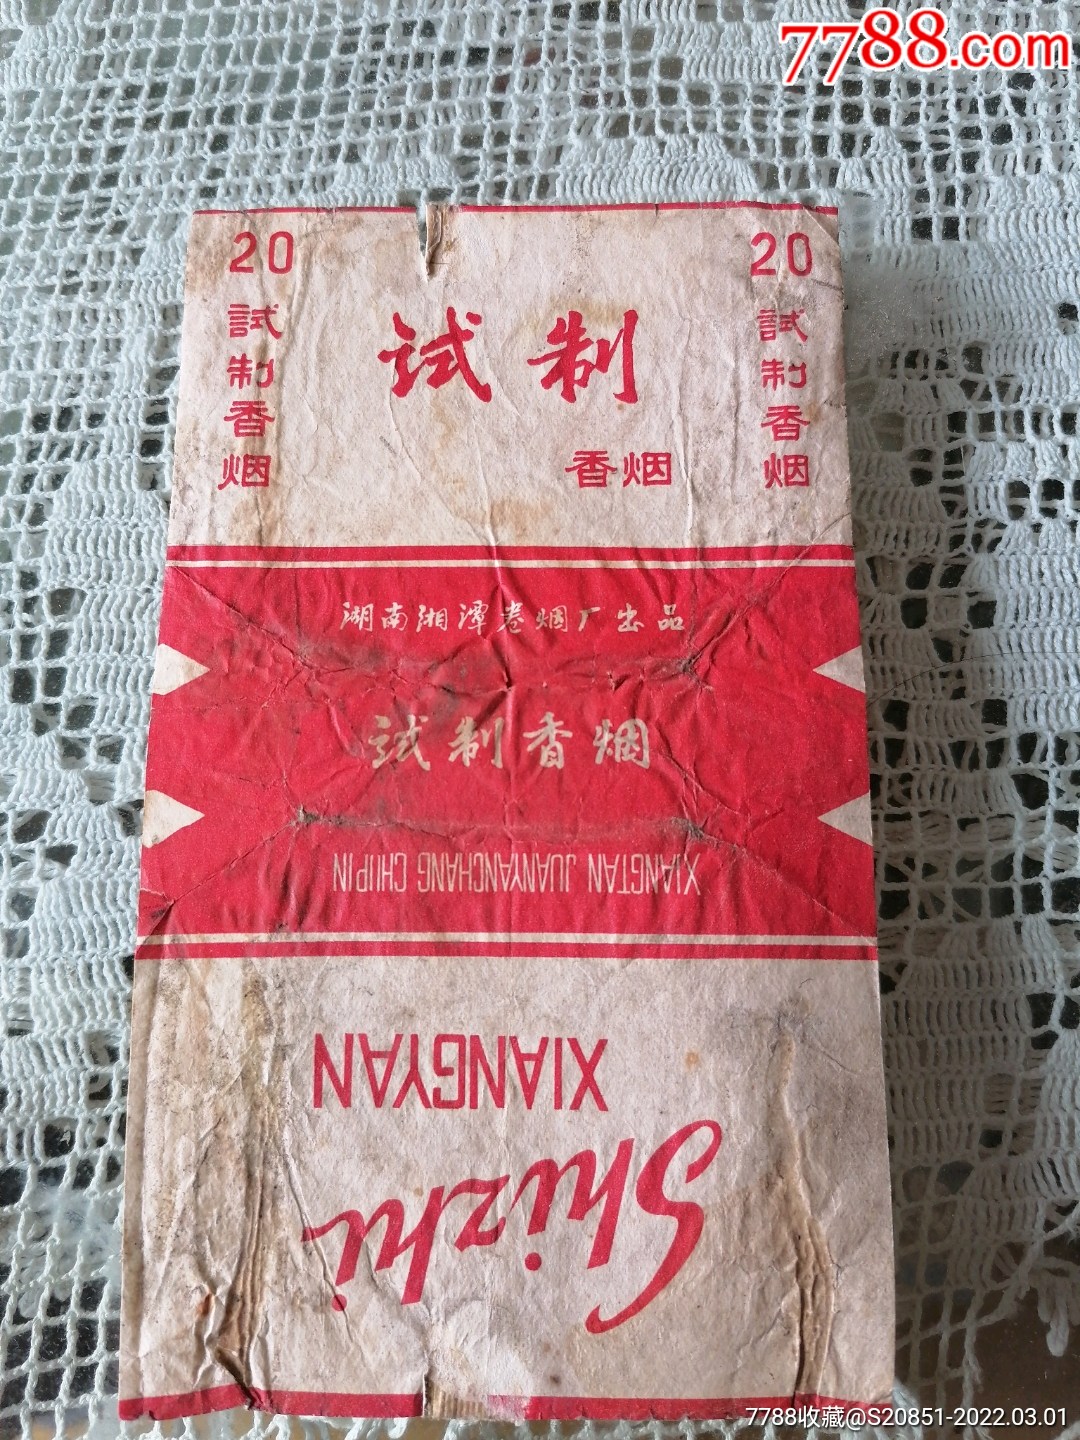 7788.com
20
試制香烟
试制
香烟
20
試制香烟
湖南湘潭卷烟厂出品
试制香烟
XIANGTAN JUANYANCHANG CHUPIN
XIANGYAN
Shizhi
7788收藏@S20851-2022.03.01